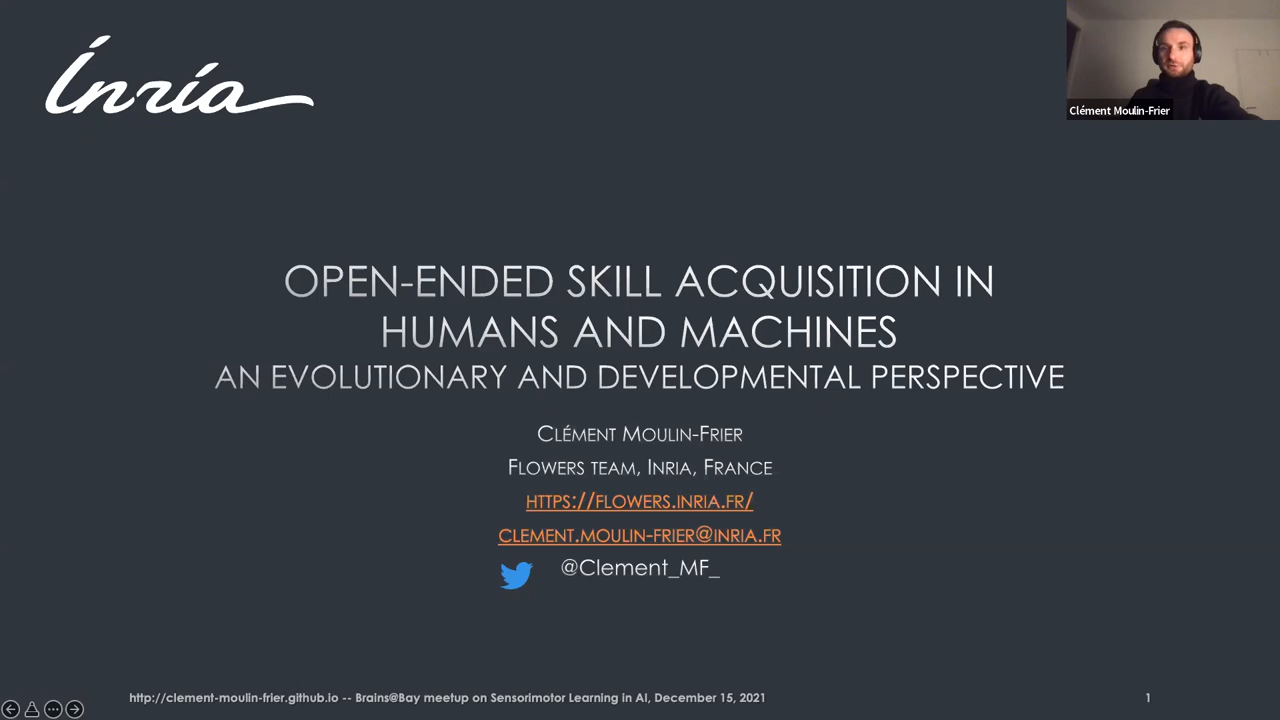 Inria
Clément Moulin-Frier
OPEN-ENDED SKILL ACQUISITION IN
HUMANS AND MACHINES
AN EVOLUTIONARY AND DEVELOPMENTAL PERSPECTIVE
CLÉMENT MOULIN-FRIER
FLOWERS TEAM, INRIA, FRANCE
HTTPS://FLOWERS.INRIA.FR/
CLEMENT.MOULIN-FRIER@INRIA.FR
@Clement_MF_
http://clement-moulin-frier.github.io -- Brains@Bay meetup on Sensorimotor Learning in AI, December 15, 2021
1